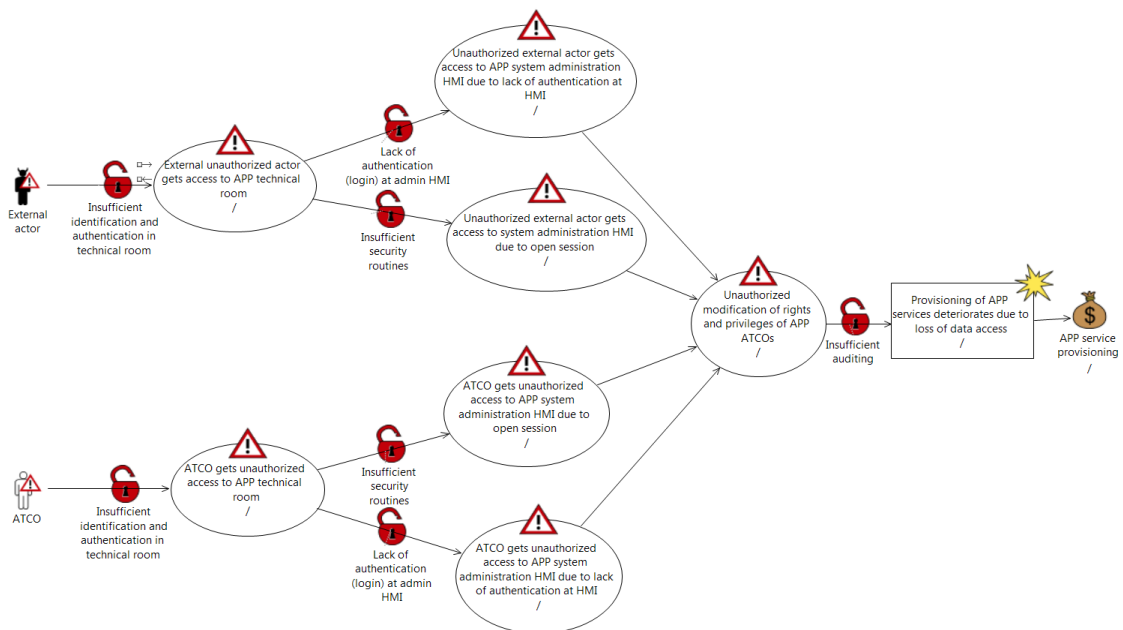 Unauthorized external actor gets
access to APP system administration
HMI due to lack of authentication at
HMI
/
Lack of
authentication
(login) at admin HMI
External unauthorized actor
gets access to APP technical
room
/
External
actor
Insufficient
identification and
authentication in
technical room
Insufficient
security
routines
Unauthorized external actor gets
access to system administration HMI
due to open session
/
Unauthorized
modification of rights
and privileges of APP
ATCOs
/
Insufficient
auditing
Provisioning of APP
services deteriorates due to
loss of data access
/
$
APP service
provisioning
/
ATCO gets unauthorized
access to APP system
administration HMI due to
open session
/
ATCO gets unauthorized
access to APP technical
room
/
Insufficient
security
routines
ATCO
Insufficient
identification and
authentication in
technical room
Lack of
authentication
(login) at admin
HMI
ATCO gets unauthorized
access to APP system
administration HMI due to lack
of authentication at HMI
/